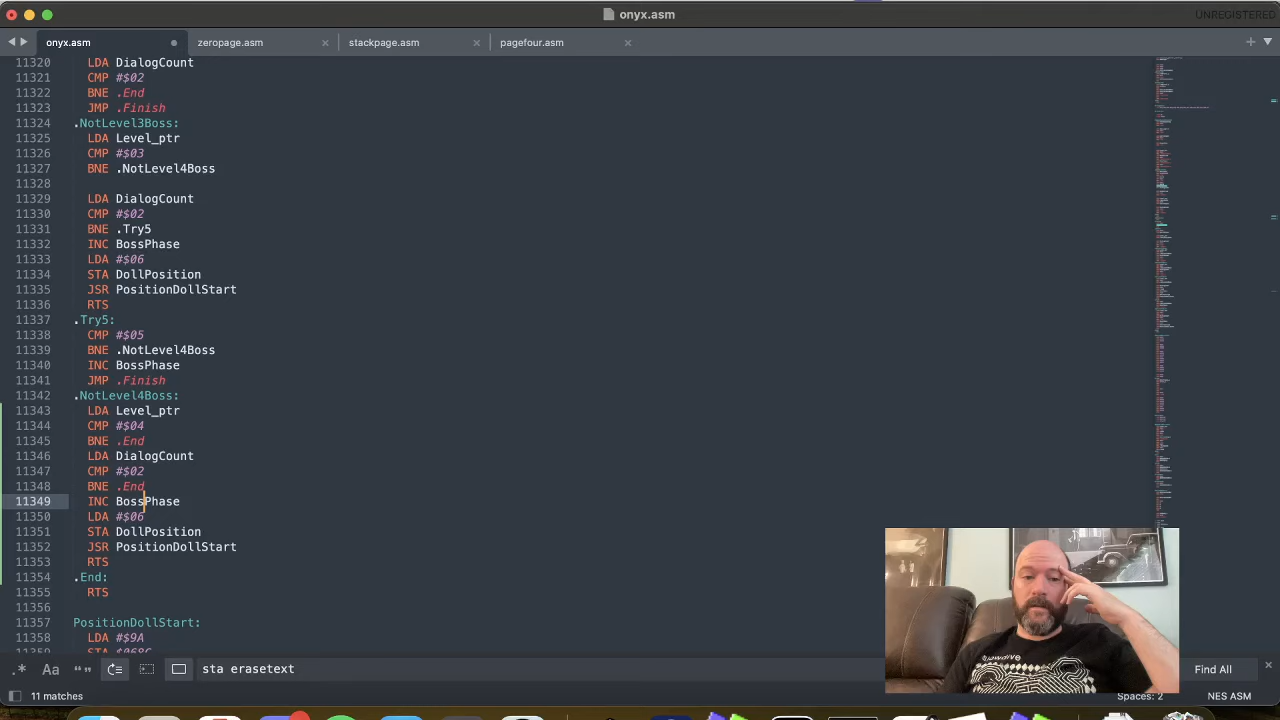 onyx.asm
UNREGISTERED
onyx.asm
zeropage.asm
stackpage.asm
pagefour.asm
11320 LDA DialogCount
11321 CMP #$02
11322 BNE .End
11323 JMP .Finish
11324 .NotLevel3Boss:
11325 LDA Level_ptr
11326 CMP #$03
11327 BNE .NotLevel4Boss
11328
11329 LDA DialogCount
11330 CMP #$02
11331 BNE .Try5
11332 INC BossPhase
11333 LDA #$06
11334 STA DollPosition
11335 JSR PositionDollStart
11336 RTS
11337 .Try5:
11338 CMP #$05
11339 BNE .NotLevel4Boss
11340 INC BossPhase
11341 JMP .Finish
11342 .NotLevel4Boss:
11343 LDA Level_ptr
11344 CMP #$04
11345 BNE .End
11346 LDA DialogCount
11347 CMP #$02
11348 BNE .End
11349 INC BossPhase
11350 LDA #$06
11351 STA DollPosition
11352 JSR PositionDollStart
11353 RTS
11354 .End:
11355 RTS
11356
11357 PositionDollStart:
11358 LDA #$9A
STA $068C
.* Aa sta erasetext
Find All
11 matches
Spaces: 2
NES ASM